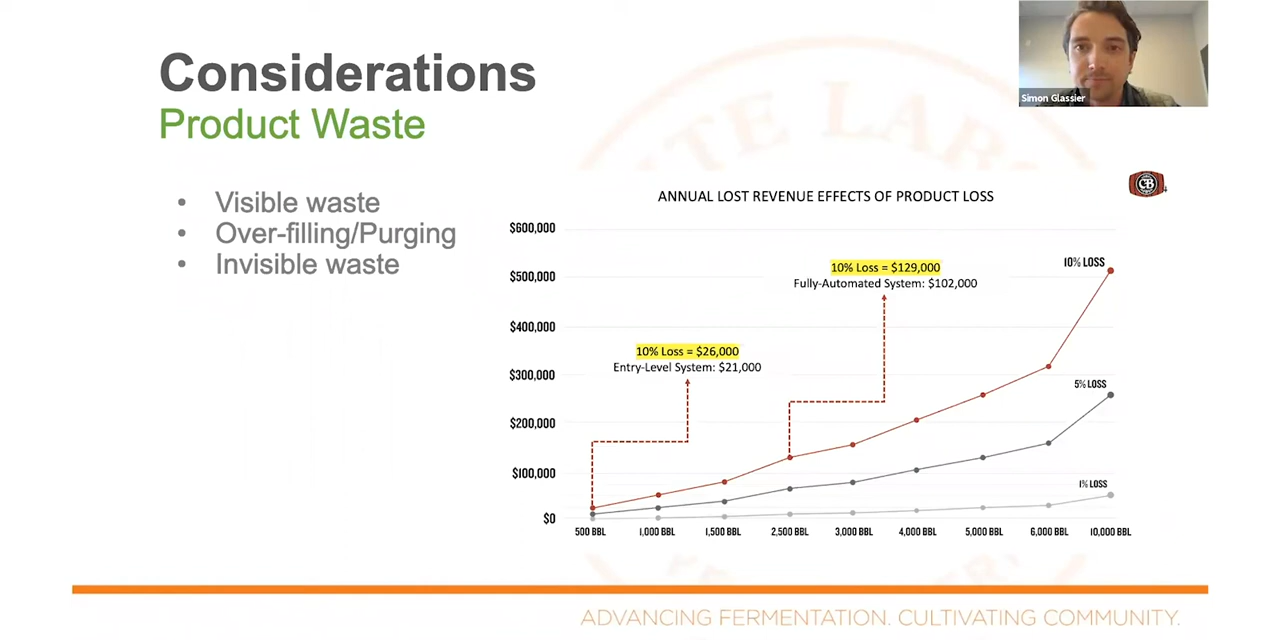 Considerations
Product Waste
• Visible waste
• Over-filling/Purging
• Invisible waste
Simon Glassier
CB
ANNUAL LOST REVENUE EFFECTS OF PRODUCT LOSS
$600,000
$500,000
$400,000
$300,000
$200,000
$100,000
$0
10% Loss = $26,000
Entry-Level System: $21,000
10% Loss = $129,000
Fully-Automated System: $102,000
10% LOSS
5% LOSS
1% LOSS
500 BBL
1,000 BBL
1,500 BBL
2,500 BBL
3,000 BBL
4,000 BBL
5,000 BBL
6,000 BBL
10,000 BBL
ADVANCING FERMENTATION. CULTIVATING COMMUNITY.